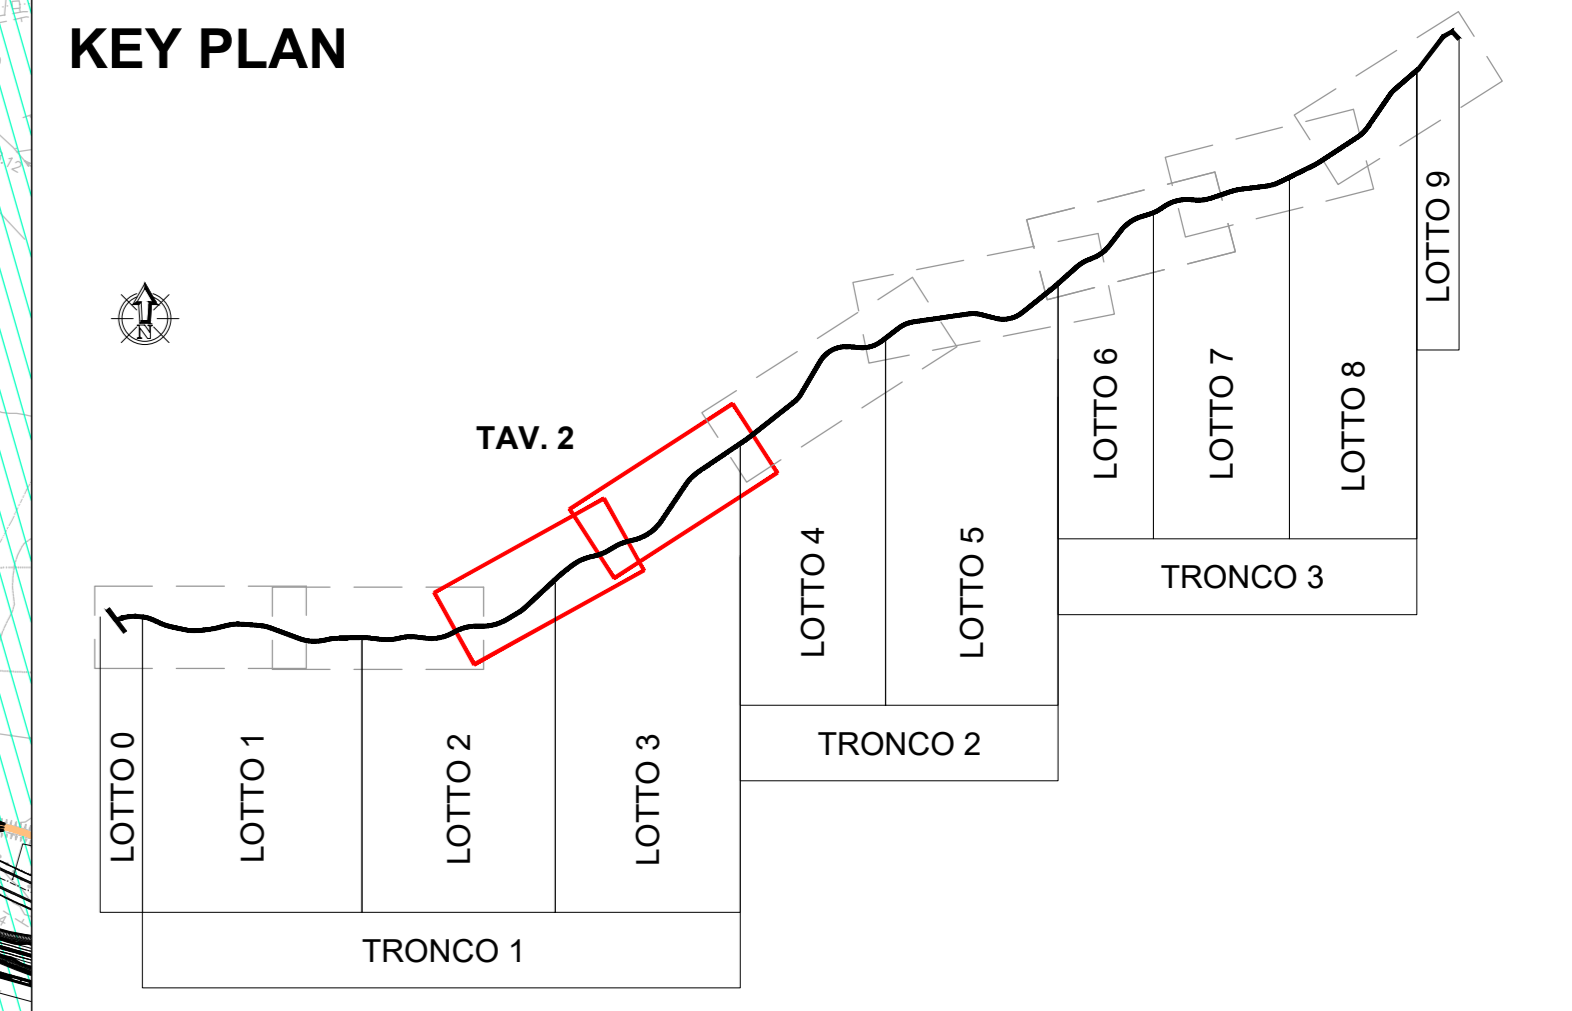 KEY PLAN
N
TAV. 2
LOTTO 0
LOTTO 1
LOTTO 2
LOTTO 3
LOTTO 4
LOTTO 5
LOTTO 6
LOTTO 7
LOTTO 8
LOTTO 9
TRONCO 1
TRONCO 2
TRONCO 3